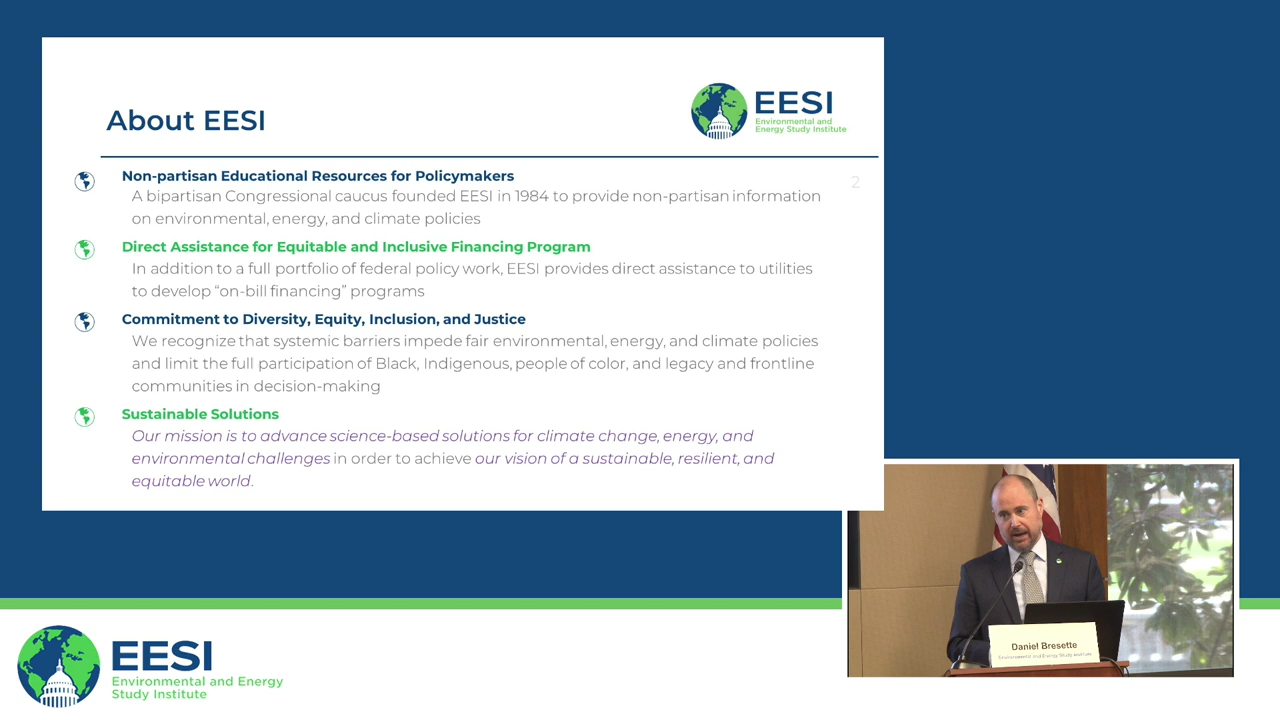 About EESI
EESI
Environmental and
Energy Study Institute
2
Non-partisan Educational Resources for Policymakers
A bipartisan Congressional caucus founded EESI in 1984 to provide non-partisan information
on environmental, energy, and climate policies
Direct Assistance for Equitable and Inclusive Financing Program
In addition to a full portfolio of federal policy work, EESI provides direct assistance to utilities
to develop “on-bill financing” programs
Commitment to Diversity, Equity, Inclusion, and Justice
We recognize that systemic barriers impede fair environmental, energy, and climate policies
and limit the full participation of Black, Indigenous, people of color, and legacy and frontline
communities in decision-making
Sustainable Solutions
Our mission is to advance science-based solutions for climate change, energy, and
environmental challenges in order to achieve our vision of a sustainable, resilient, and
equitable world.
Daniel Bresette
Environmental and Energy Study Institute
EESI
Environmental and Energy
Study Institute